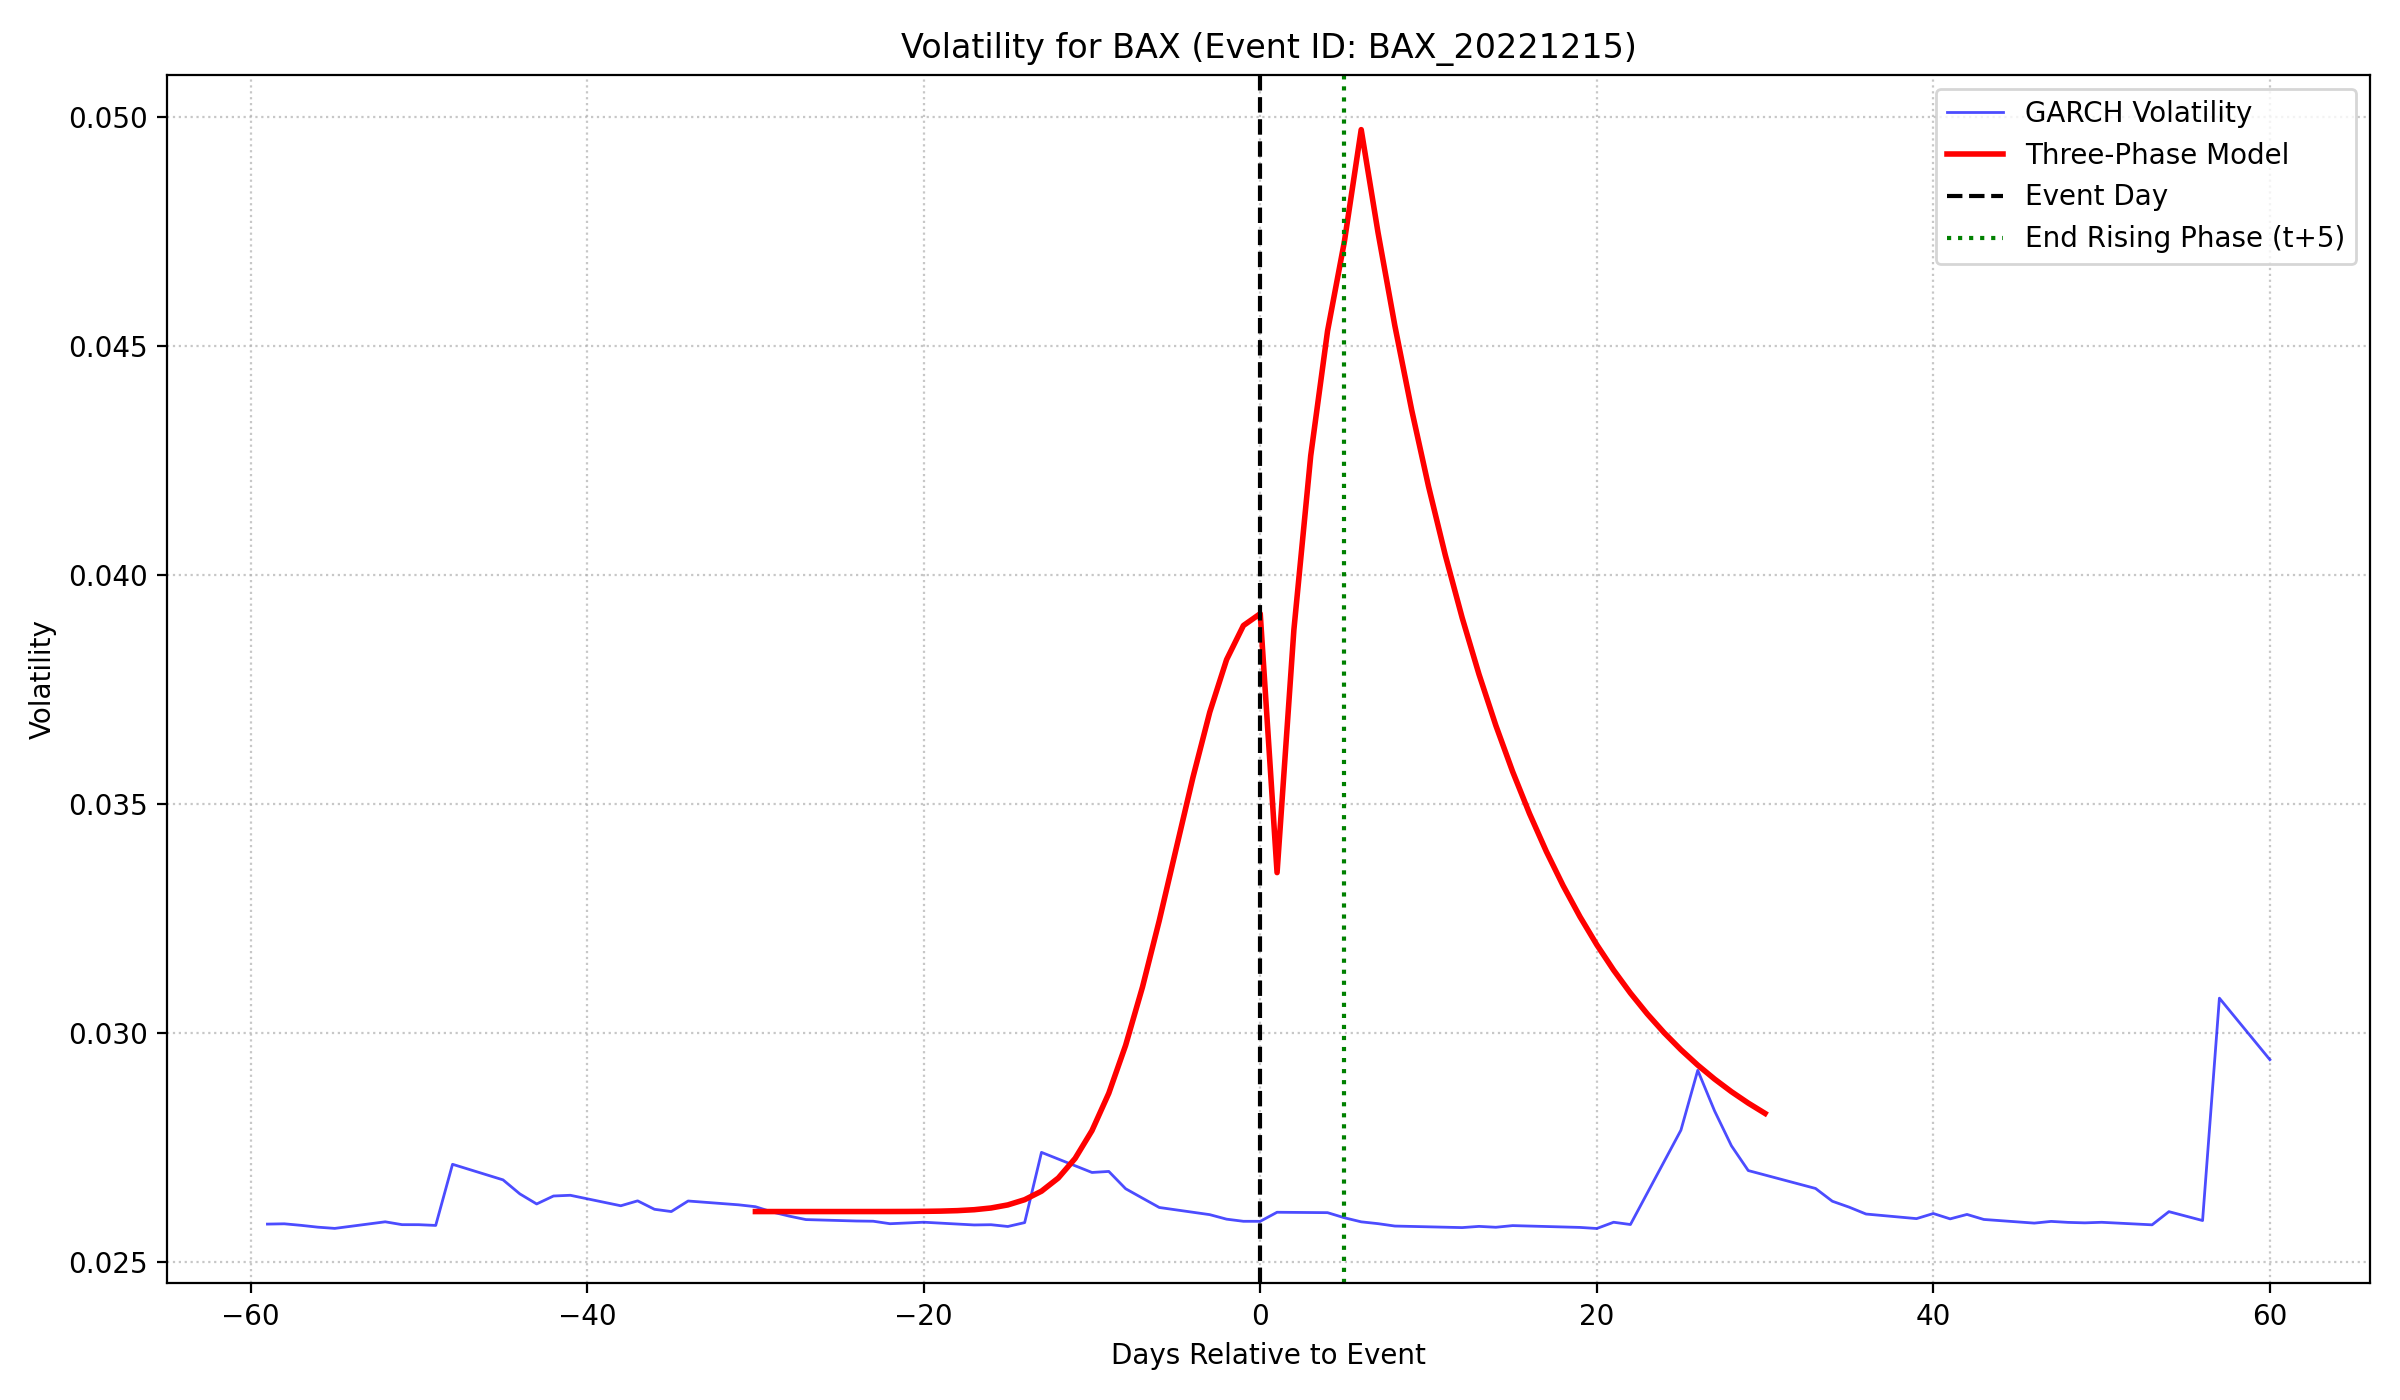 Volatility for BAX (Event ID: BAX_20221215)
GARCH Volatility
Three-Phase Model
Event Day
End Rising Phase (t+5)
0.050
0.045
0.040
0.035
0.030
0.025
Volatility
−60
−40
−20
0
20
40
60
Days Relative to Event